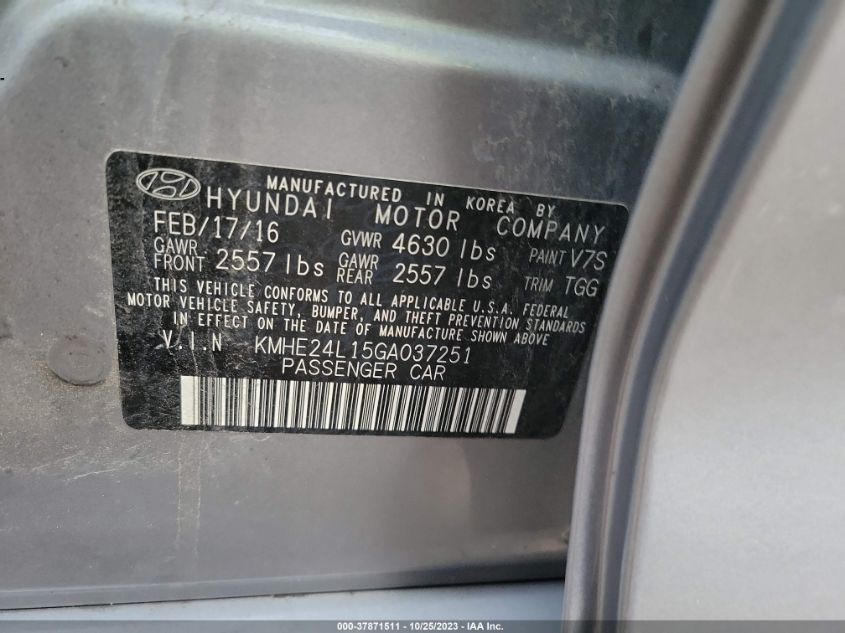 MANUFACTURED IN KOREA BY
HYUNDAI MOTOR COMPANY
FEB/17/16 GVWR 4630 lbs PAINT V7S
GAWR FRONT 2557 lbs GAWR REAR 2557 lbs TRIM TGG
THIS VEHICLE CONFORMS TO ALL APPLICABLE U.S.A. FEDERAL
MOTOR VEHICLE SAFETY, BUMPER, AND THEFT PREVENTION STANDARDS
IN EFFECT ON THE DATE OF MANUFACTURE SHOWN ABOVE
V.I.N KMHE24L15GA037251
PASSENGER CAR
000-37871511 - 10/25/2023 - © IAA Inc.